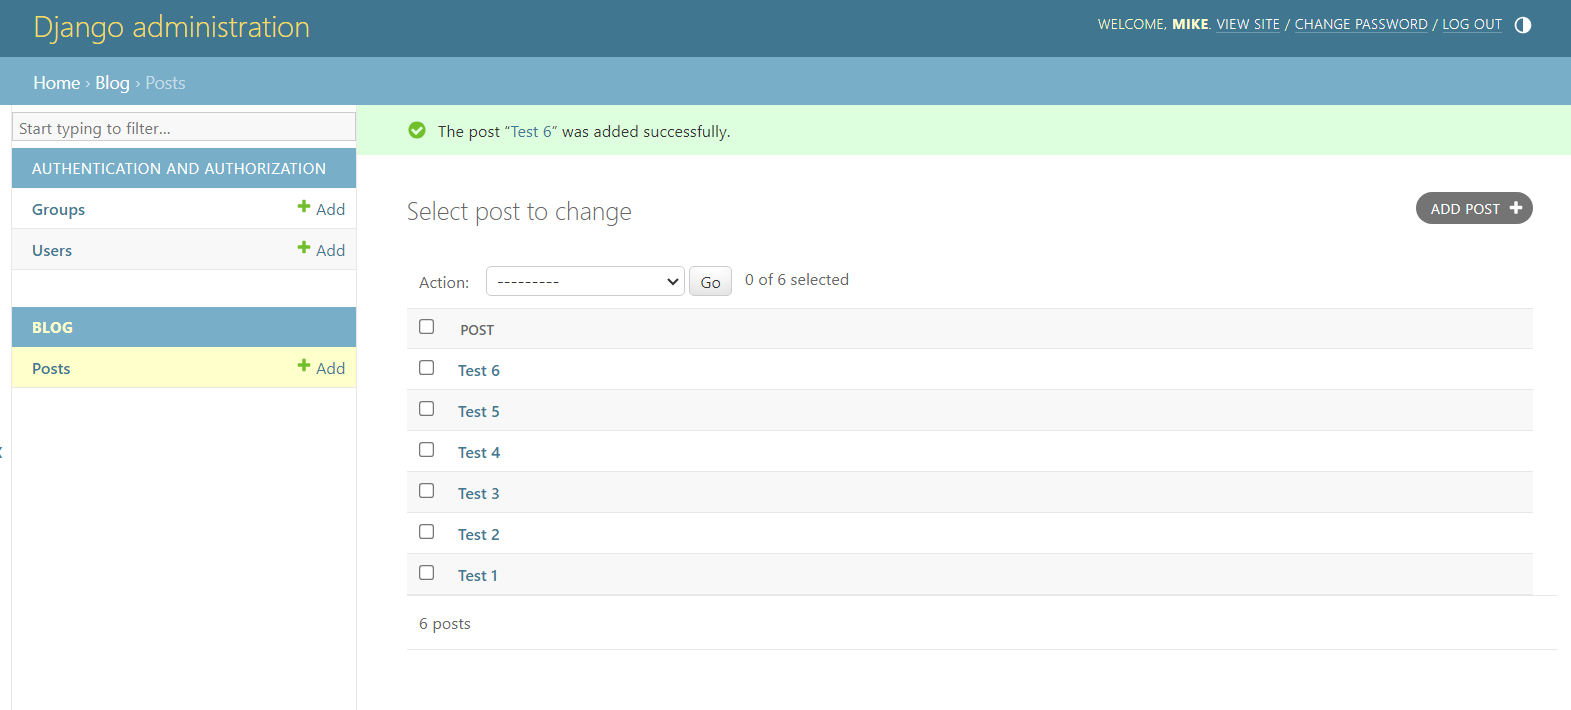 Django administration
WELCOME, MIKE. VIEW SITE / CHANGE PASSWORD / LOG OUT
Home › Blog › Posts
Start typing to filter...
AUTHENTICATION AND AUTHORIZATION
Groups Add
Users Add
BLOG
Posts Add
The post “Test 6” was added successfully.
Select post to change
ADD POST
Action: --------- Go 0 of 6 selected
POST
Test 6
Test 5
Test 4
Test 3
Test 2
Test 1
6 posts